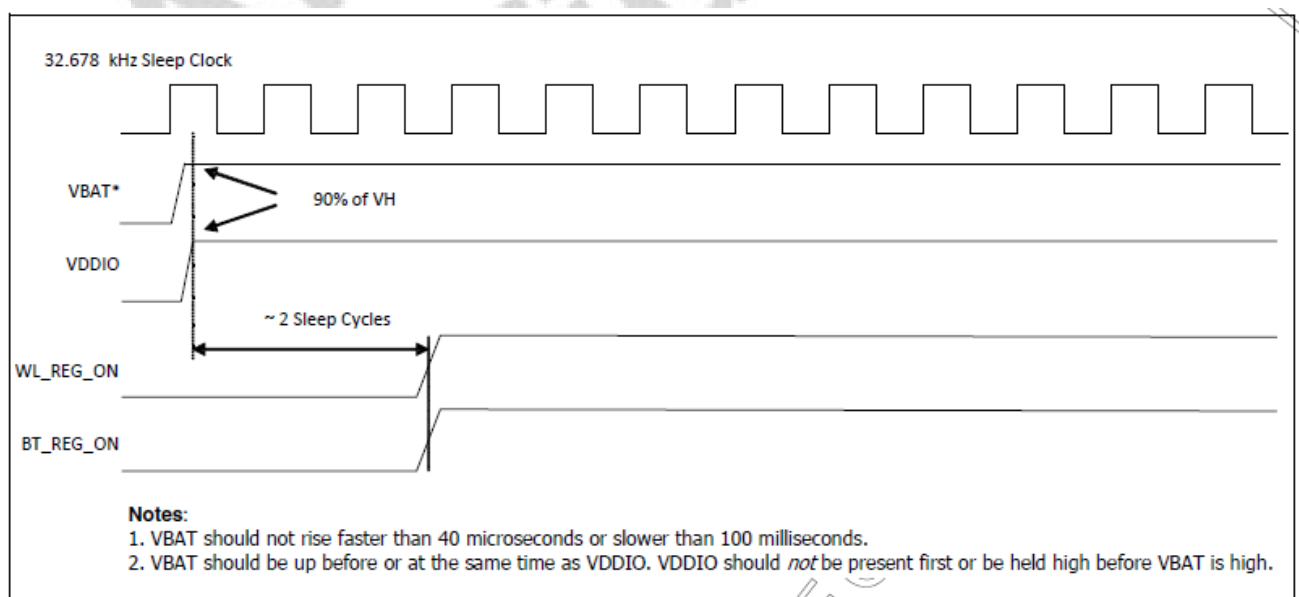 32.678 kHz Sleep Clock
VBAT*
90% of VH
VDDIO
~ 2 Sleep Cycles
WL_REG_ON
BT_REG_ON
Notes:
1. VBAT should not rise faster than 40 microseconds or slower than 100 milliseconds.
2. VBAT should be up before or at the same time as VDDIO. VDDIO should not be present first or be held high before VBAT is high.